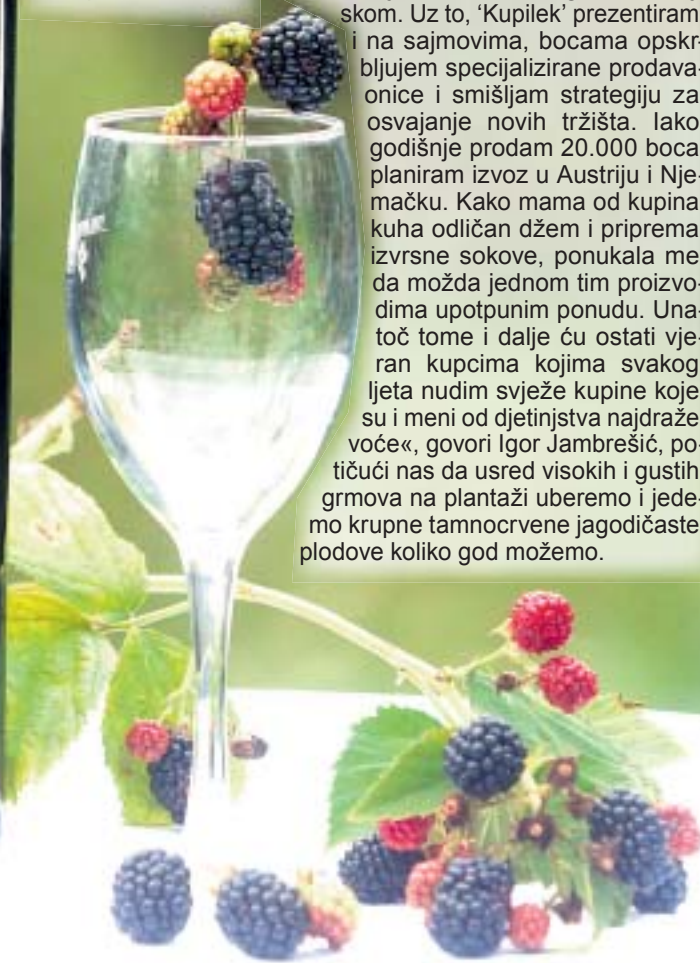 skom. Uz to, ‘Kupilek’ prezentiram
i na sajmovima, bocama opskr-
bljujem specijalizirane prodava-
onice i smišljam strategiju za
osvajanje novih tržišta. Iako
godišnje prodam 20.000 boca
planiram izvoz u Austriju i Nje-
mačku. Kako mama od kupina
kuha odličan džem i priprema
izvrsne sokove, ponukala me
da možda jednom tim proizvo-
dima upotpunim ponudu. Una-
toč tome i dalje ću ostati vje-
ran kupcima kojima svakog
ljeta nudim svježe kupine koje
su i meni od djetinjstva najdraže
voće«, govori Igor Jambrešić, po-
tičući nas da usred visokih i gustih
grmova na plantaži uberemo i jede-
mo krupne tamnocrvene jagodičaste
plodove koliko god možemo.